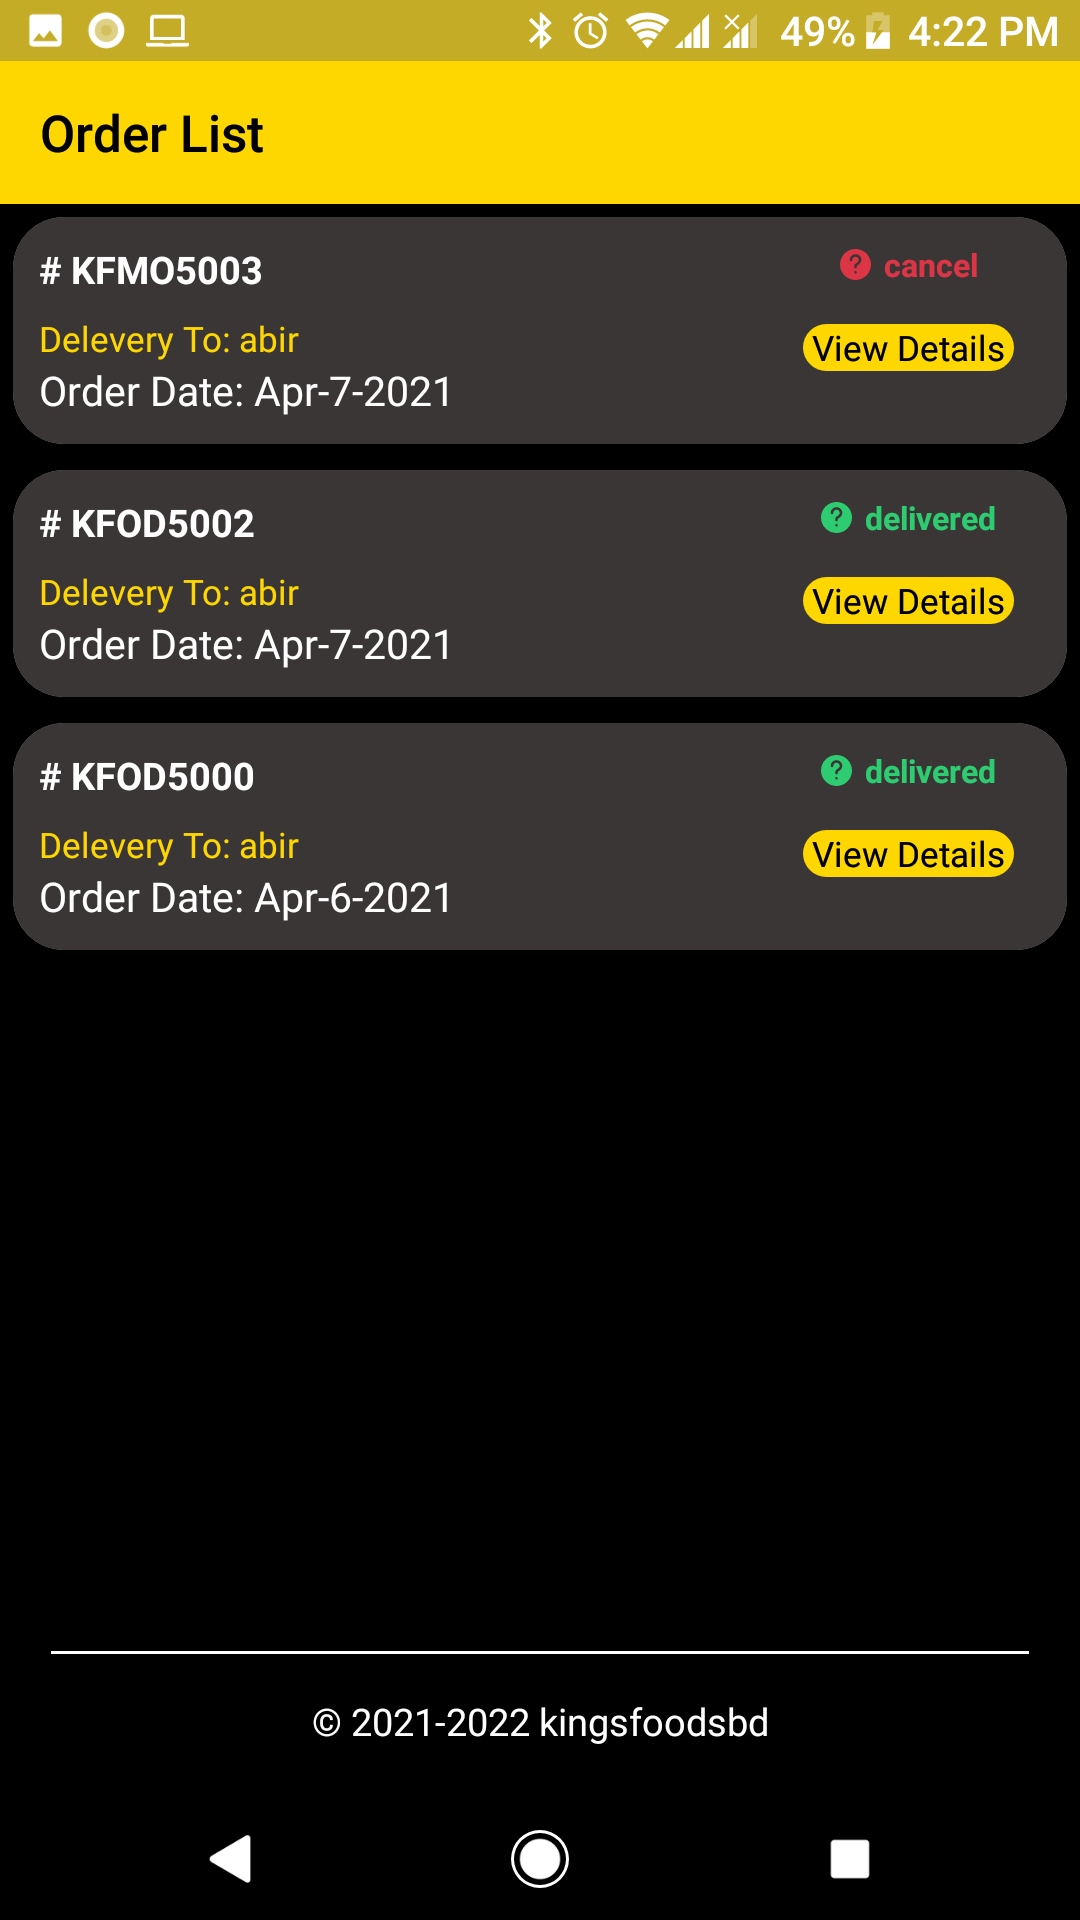 49% 4:22 PM
Order List
# KFMO5003
cancel
Delevery To: abir
View Details
Order Date: Apr-7-2021
# KFOD5002
delivered
Delevery To: abir
View Details
Order Date: Apr-7-2021
# KFOD5000
delivered
Delevery To: abir
View Details
Order Date: Apr-6-2021
© 2021-2022 kingsfoodsbd